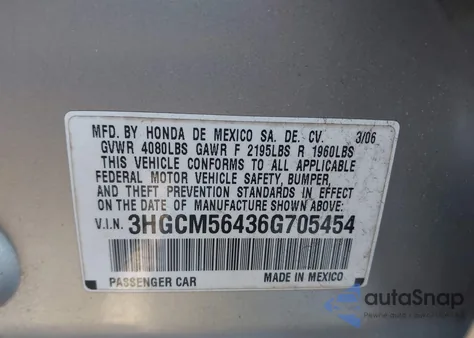 MFD. BY HONDA DE MEXICO SA. DE. CV. 3/06
GVWR 4080LBS GAWR F 2195LBS R 1960LBS
THIS VEHICLE CONFORMS TO ALL APPLICABLE
FEDERAL MOTOR VEHICLE SAFETY, BUMPER,
AND THEFT PREVENTION STANDARDS IN EFFECT
ON THE DATE OF MANUFACTURE SHOWN ABOVE.
V.I.N. 3HGCM56436G705454
PASSENGER CAR MADE IN MEXICO
autoSnap